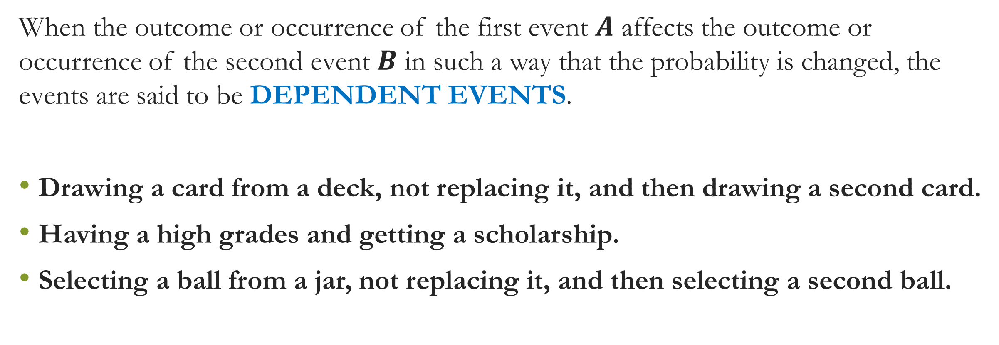 When the outcome or occurrence of the first event A affects the outcome or
occurrence of the second event B in such a way that the probability is changed, the
events are said to be DEPENDENT EVENTS.
• Drawing a card from a deck, not replacing it, and then drawing a second card.
• Having a high grades and getting a scholarship.
• Selecting a ball from a jar, not replacing it, and then selecting a second ball.